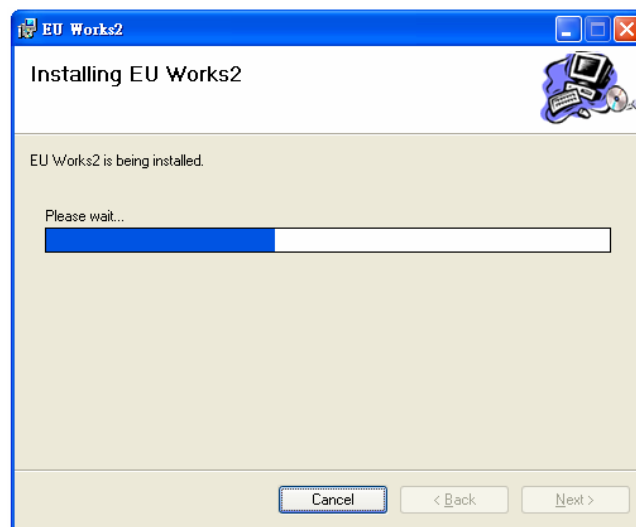 EU Works2
Installing EU Works2
EU Works2 is being installed.
Please wait...
Cancel
< Back
Next >